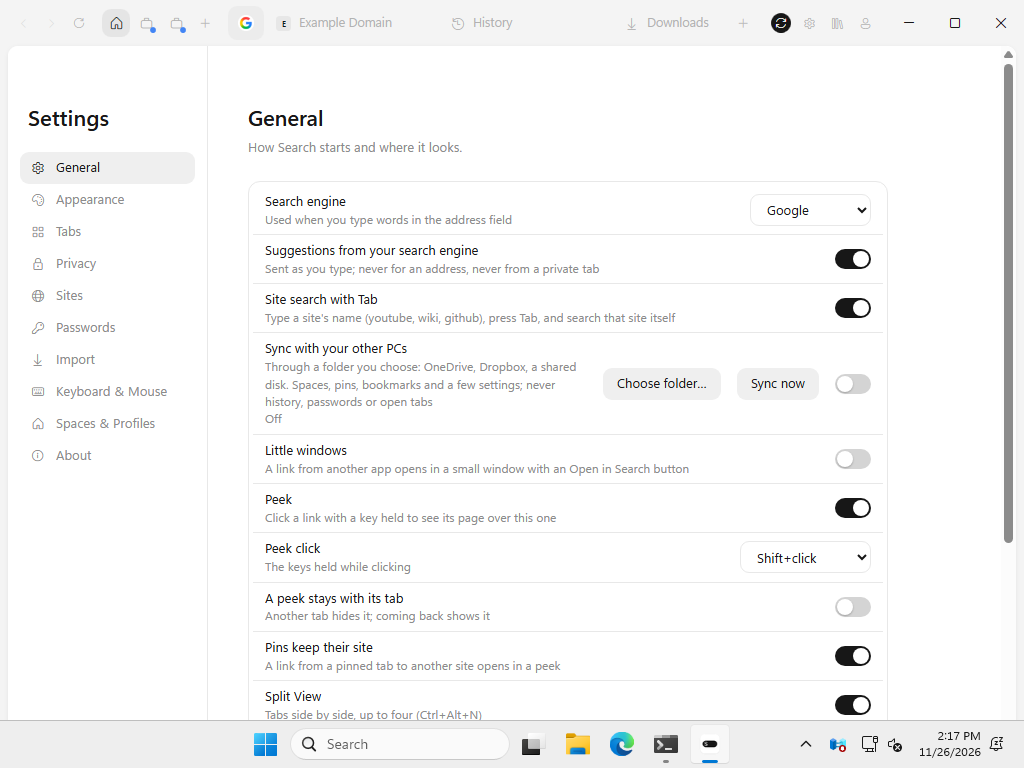 E Example Domain
History
Downloads
Settings
General
Appearance
Tabs
Privacy
Sites
Passwords
Import
Keyboard & Mouse
Spaces & Profiles
About
General
How Search starts and where it looks.
Search engine
Used when you type words in the address field
Google
Suggestions from your search engine
Sent as you type; never for an address, never from a private tab
Site search with Tab
Type a site's name (youtube, wiki, github), press Tab, and search that site itself
Sync with your other PCs
Through a folder you choose: OneDrive, Dropbox, a shared
disk. Spaces, pins, bookmarks and a few settings; never
history, passwords or open tabs
Off
Choose folder...
Sync now
Little windows
A link from another app opens in a small window with an Open in Search button
Peek
Click a link with a key held to see its page over this one
Peek click
The keys held while clicking
Shift+click
A peek stays with its tab
Another tab hides it; coming back shows it
Pins keep their site
A link from a pinned tab to another site opens in a peek
Split View
Tabs side by side, up to four (Ctrl+Alt+N)
Search
2:17 PM
11/26/2026